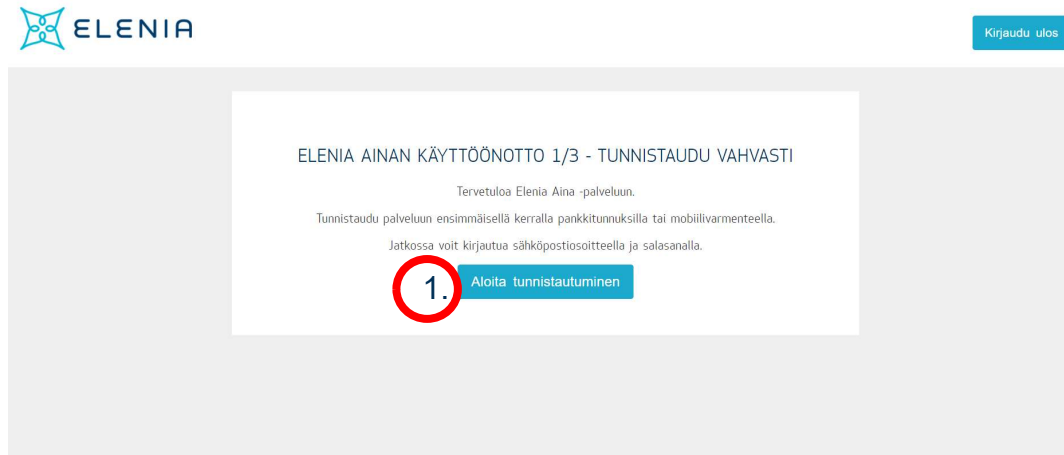 ELENIA
Kirjaudu ulos
ELENIA AINAN KÄYTTÖÖNOTTO 1/3 - TUNNISTAUDU VAHVASTI
Tervetuloa Elenia Aina -palveluun.
Tunnistaudu palveluun ensimmäisellä kerralla pankkitunnuksilla tai mobiilivarmenteella.
Jatkossa voit kirjautua sähköpostiosoitteella ja salasanalla.
1. Aloita tunnistautuminen